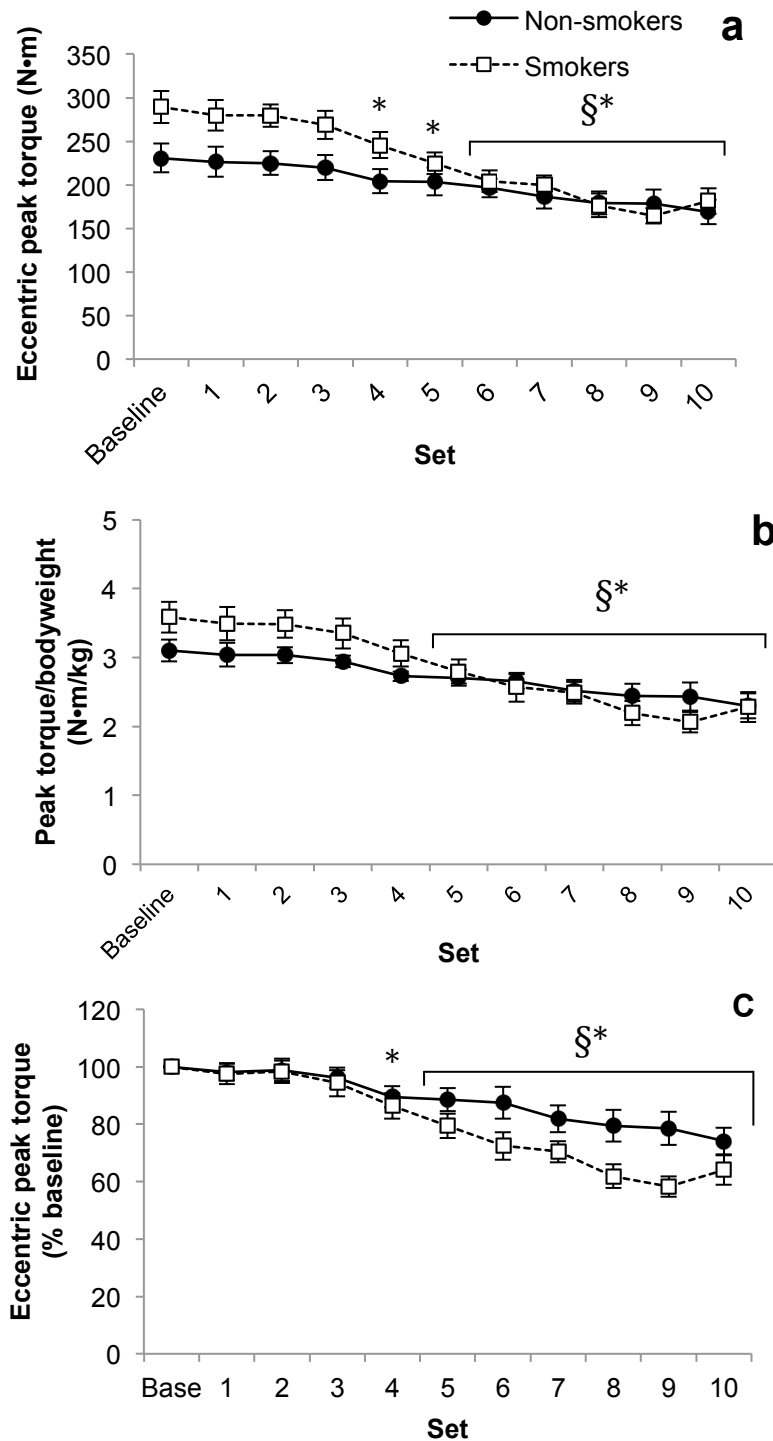 Non-smokers
Smokers
a
Eccentric peak torque (N•m)
350
300
250
200
150
100
50
0
*
*
§*
Baseline 1 2 3 4 5 6 7 8 9 10
Set
b
Peak torque/bodyweight
(N•m/kg)
5
4
3
2
1
0
§*
Baseline 1 2 3 4 5 6 7 8 9 10
Set
c
Eccentric peak torque
(% baseline)
120
100
80
60
40
20
0
*
§*
Base 1 2 3 4 5 6 7 8 9 10
Set